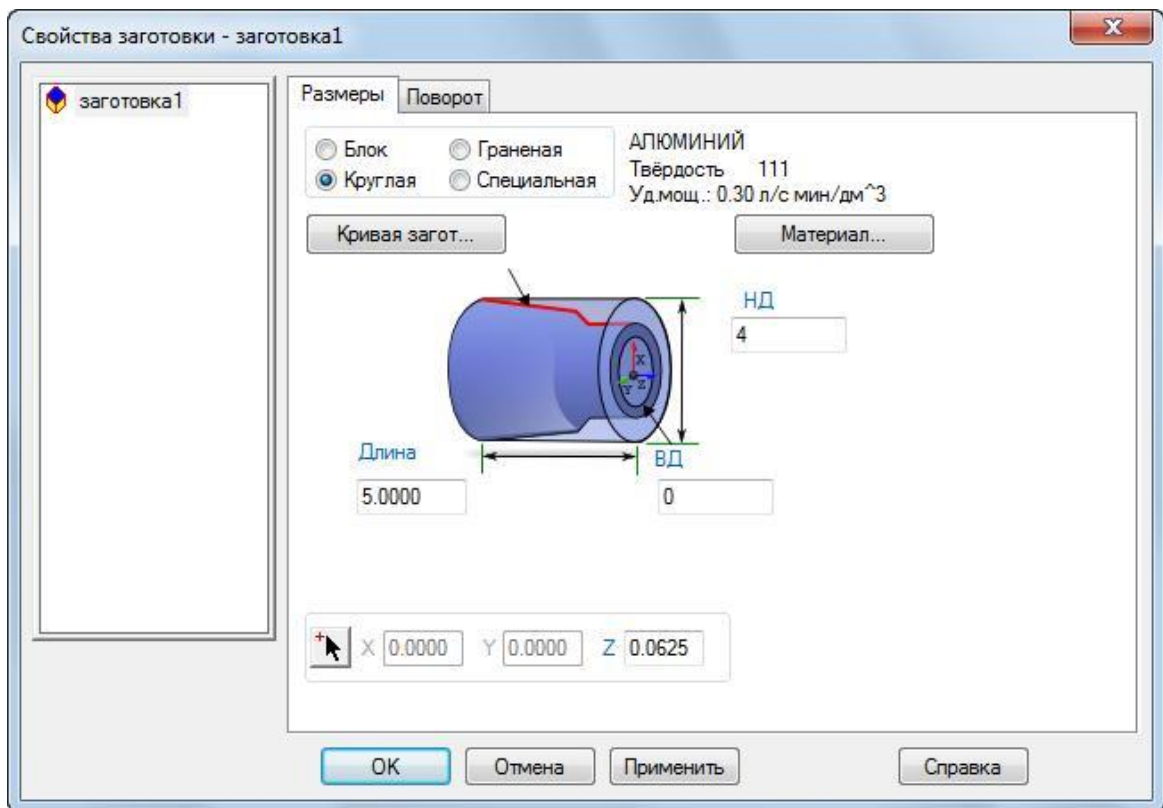 Свойства заготовки - заготовка1
заготовка1
Размеры Поворот
Блок Граненая
Круглая Специальная
АЛЮМИНИЙ
Твёрдость 111
Уд.мощ.: 0.30 л/с мин/дм^3
Кривая загот... Материал...
НД
4
X
Y Z
Длина
5.0000
ВД
0
X 0.0000 Y 0.0000 Z 0.0625
OK Отмена Применить Справка